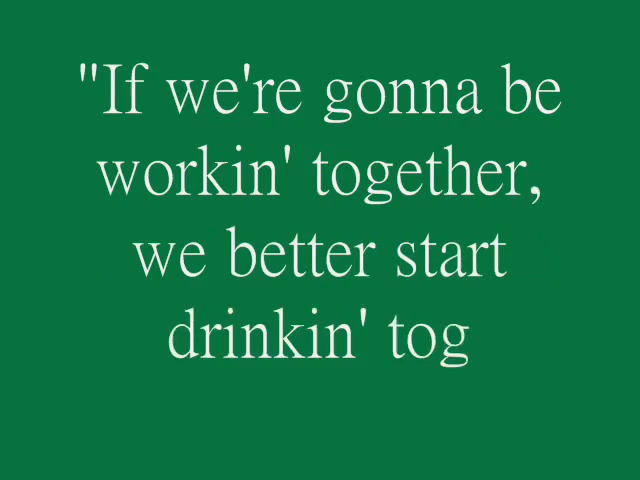 "If we're gonna be
workin' together,
we better start
drinkin' tog